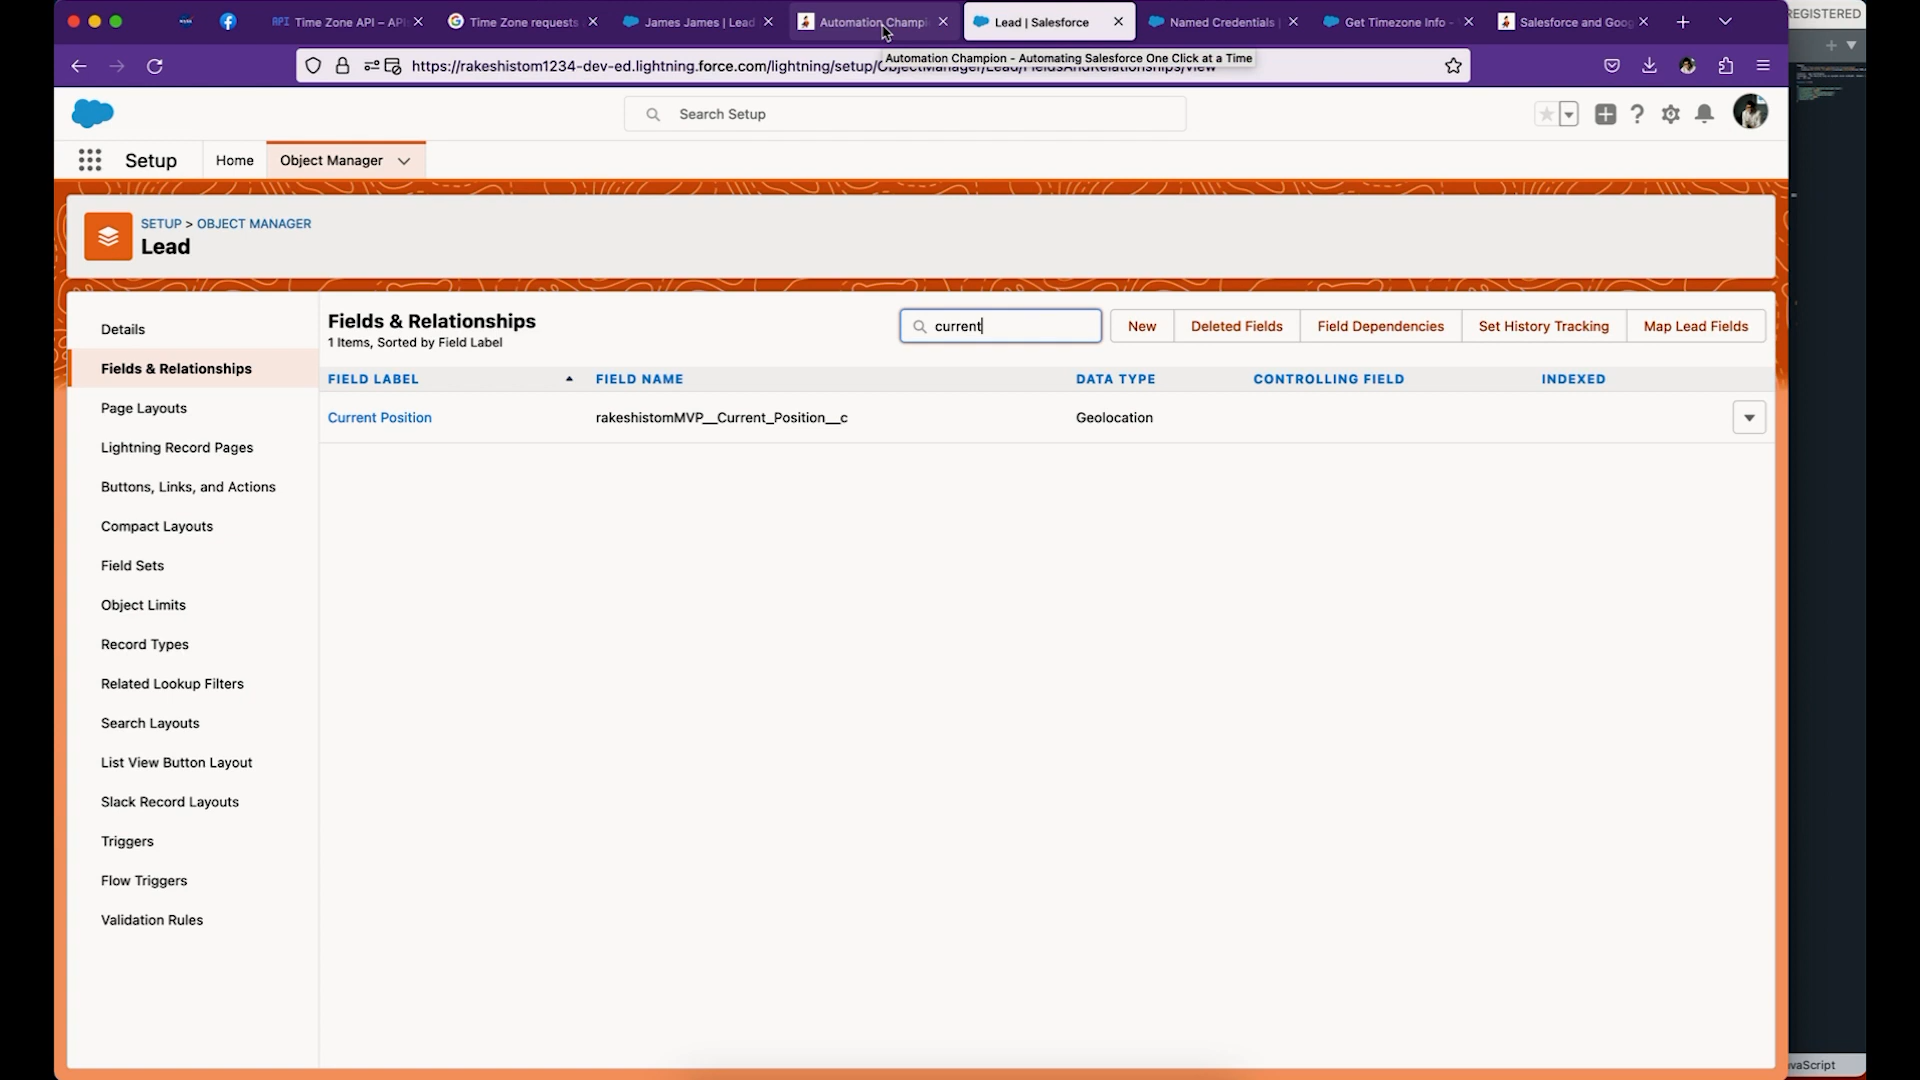 REGISTERED
API Time Zone API – API
Time Zone requests
James James | Lead
Automation Champi
Lead | Salesforce
Named Credentials |
Get Timezone Info -
Salesforce and Goog
Automation Champion - Automating Salesforce One Click at a Time
https://rakeshistom1234-dev-ed.lightning.force.com/lightning/setup/ObjectManager/Lead/FieldsAndRelationships/view
Search Setup
Setup
Home
Object Manager
SETUP > OBJECT MANAGER
Lead
Details
Fields & Relationships
Page Layouts
Lightning Record Pages
Buttons, Links, and Actions
Compact Layouts
Field Sets
Object Limits
Record Types
Related Lookup Filters
Search Layouts
List View Button Layout
Slack Record Layouts
Triggers
Flow Triggers
Validation Rules
Fields & Relationships
1 Items, Sorted by Field Label
current
New
Deleted Fields
Field Dependencies
Set History Tracking
Map Lead Fields
FIELD LABEL
FIELD NAME
DATA TYPE
CONTROLLING FIELD
INDEXED
Current Position
rakeshistomMVP__Current_Position__c
Geolocation
vaScript